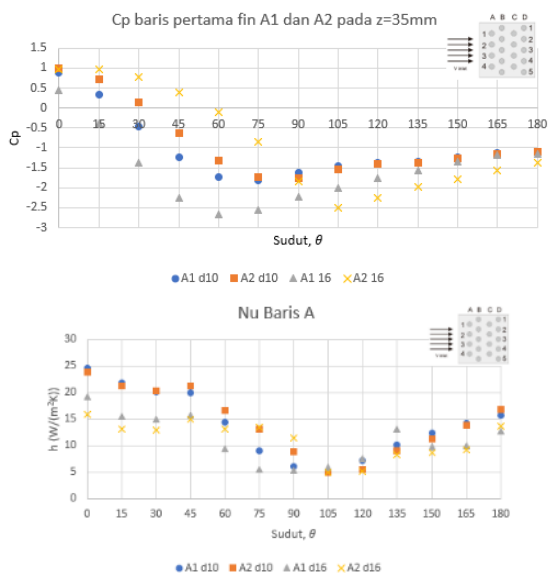 Cp baris pertama fin A1 dan A2 pada z=35mm
A B C D
1 1
2 2
3 3
4 4
5
1.5
1
0.5
0
-0.5
-1
-1.5
-2
-2.5
-3
Cp
0 15 30 45 60 75 90 105 120 135 150 165 180
Sudut, θ
A1 d10 A2 d10 A1 16 A2 16
Nu Baris A
A B C D
1 1
2 2
3 3
4 4
5
30
25
20
15
10
5
0
h (W/(m²K))
0 15 30 45 60 75 90 105 120 135 150 165 180
Sudut, θ
A1 d10 A2 d10 A1 d16 A2 d16